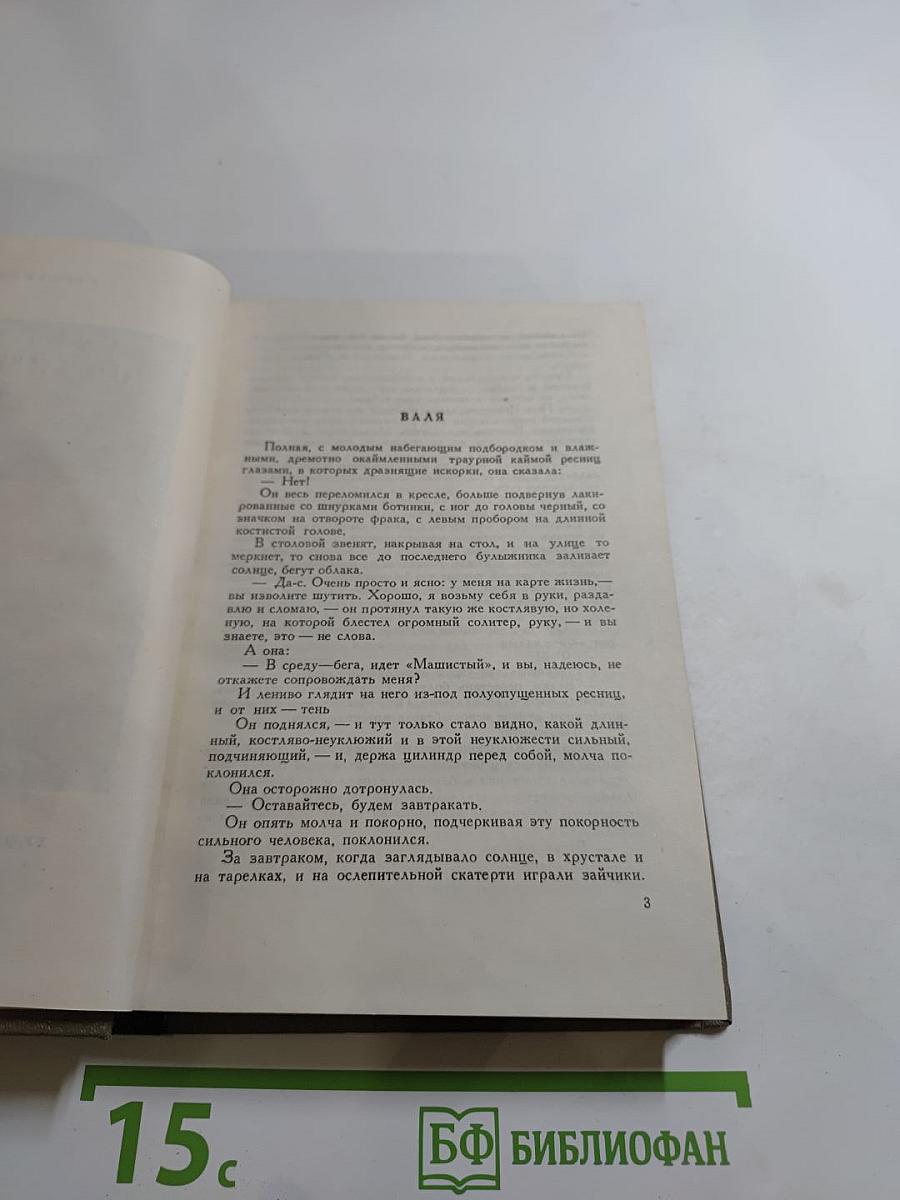 ВАЛЯ
Полная, с молодым набегающим подбородком и влаж-
ными, дремотно окаймленными траурной каймой ресниц
глазами, в которых дразнящие искорки, она сказала:
— Нет!
Он весь переломился в кресле, больше подвернув лаки-
рованные со шнурками ботинки, с ног до головы черный, со
значком на отвороте фрака, с левым пробором на длинной
костистой голове.
В столовой звенят, накрывая на стол, и на улице то
меркнет, то снова все до последнего булыжника заливает
солнце, бегут облака.
— Да-с. Очень просто и ясно: у меня на карте жизнь,—
вы изволите шутить. Хорошо, я возьму себя в руки, разда-
влю и сломаю, — он протянул такую же костлявую, но холе-
ную, на которой блестел огромный солитер, руку, — и вы
знаете, это — не слова.
А она:
— В среду—бега, идет «Машистый», и вы, надеюсь, не
откажете сопровождать меня?
И лениво глядит на него из-под полуопущенных ресниц,
и от них — тень
Он поднялся, — и тут только стало видно, какой длин-
ный, костляво-неуклюжий и в этой неуклюжести сильный,
подчиняющий, — и, держа цилиндр перед собой, молча по-
клонился.
Она осторожно дотронулась.
— Оставайтесь, будем завтракать.
Он опять молча и покорно, подчеркивая эту покорность
сильного человека, поклонился.
За завтраком, когда заглядывало солнце, в хрустале и
на тарелках, и на ослепительной скатерти играли зайчики.
3
15 с
БФ БИБЛИОФАН